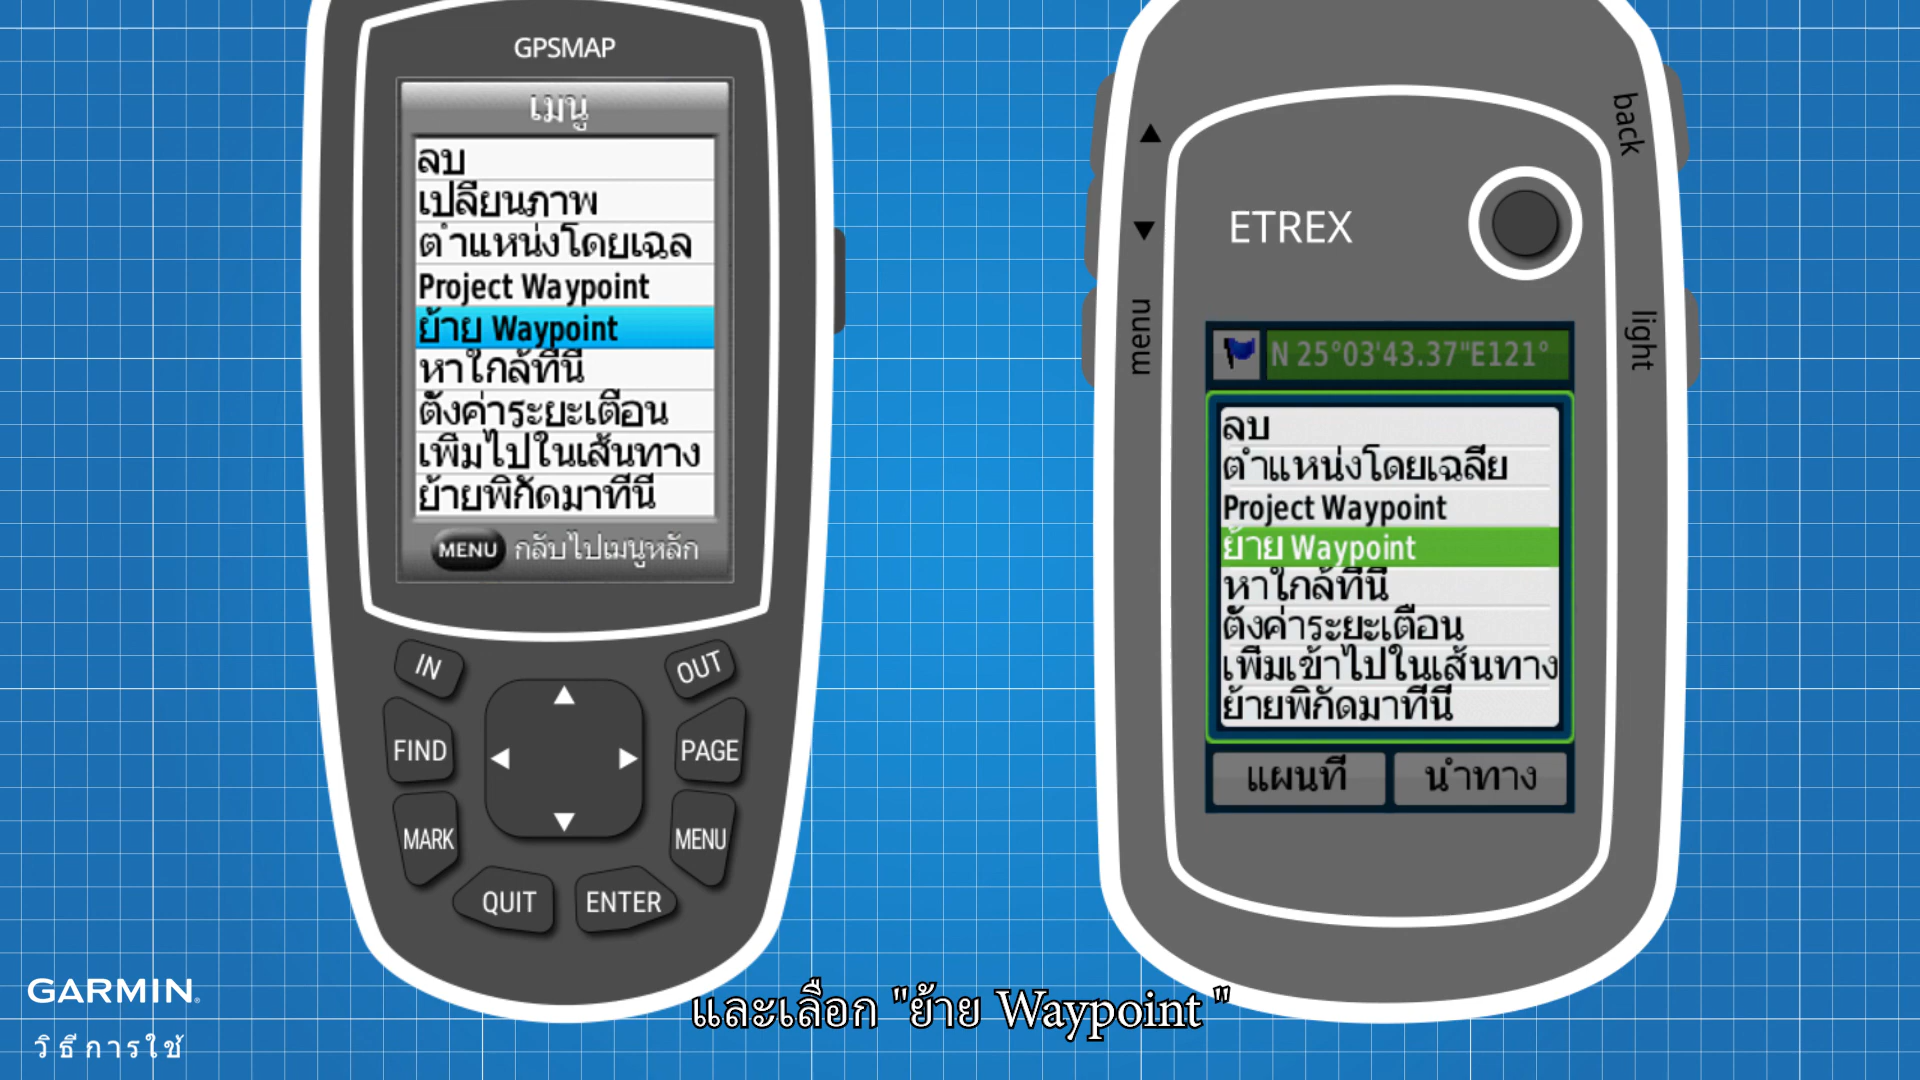 GPSMAP
เมนู
ลบ
เปลี่ยนภาพ
ตำแหน่งโดยเฉล
Project Waypoint
ย้าย Waypoint
หาใกล้ที่นี่
ตั้งค่าระยะเตือน
เพิ่มไปในเส้นทาง
ย้ายพิกัดมาที่นี่
MENU กลับไปเมนูหลัก
IN
OUT
FIND
PAGE
MARK
MENU
QUIT
ENTER
back
ETREX
menu
light
N 25°03'43.37"E121°
ลบ
ตำแหน่งโดยเฉลี่ย
Project Waypoint
ย้าย Waypoint
หาใกล้ที่นี่
ตั้งค่าระยะเตือน
เพิ่มเข้าไปในเส้นทาง
ย้ายพิกัดมาที่นี่
แผนที่
นำทาง
GARMIN
วิธีการใช้
และเลือก "ย้าย Waypoint "